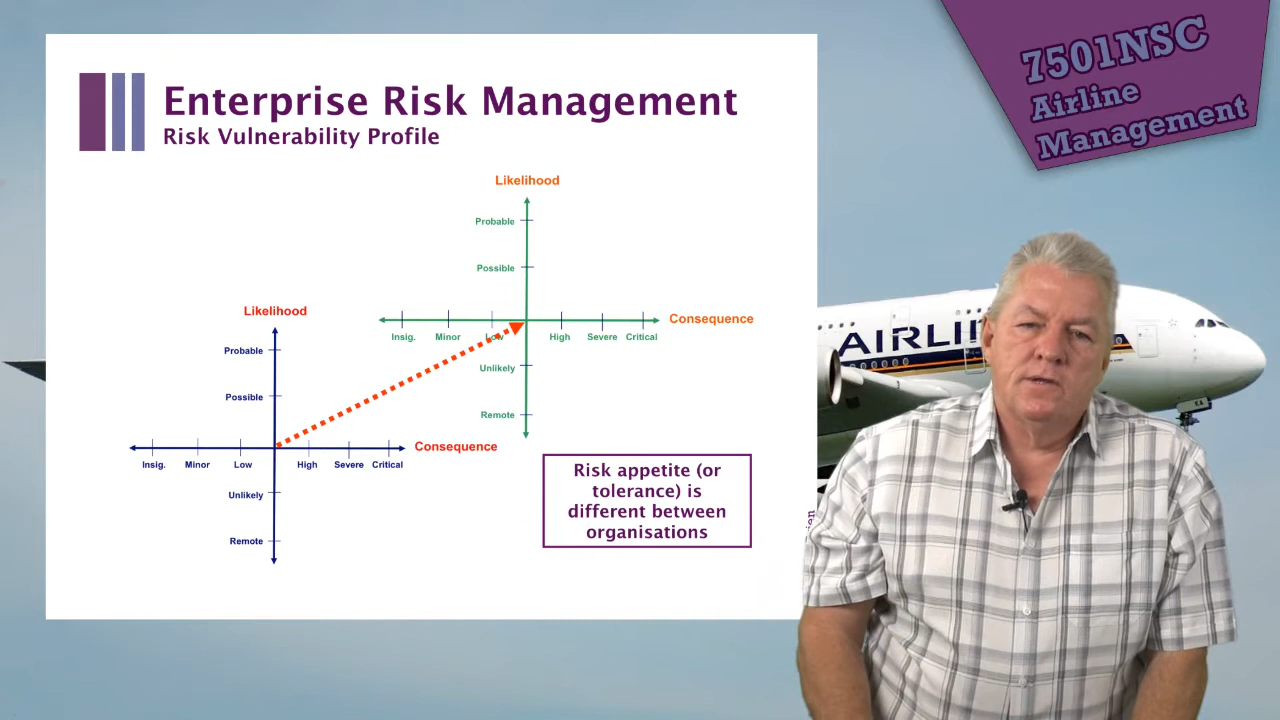 Enterprise Risk Management
Risk Vulnerability Profile
7501NSC
Airline
Management
Likelihood
Probable
Possible
Consequence
Insig. Minor Low High Severe Critical
Unlikely
Remote
Likelihood
Probable
Possible
Consequence
Insig. Minor Low High Severe Critical
Unlikely
Remote
Risk appetite (or
tolerance) is
different between
organisations